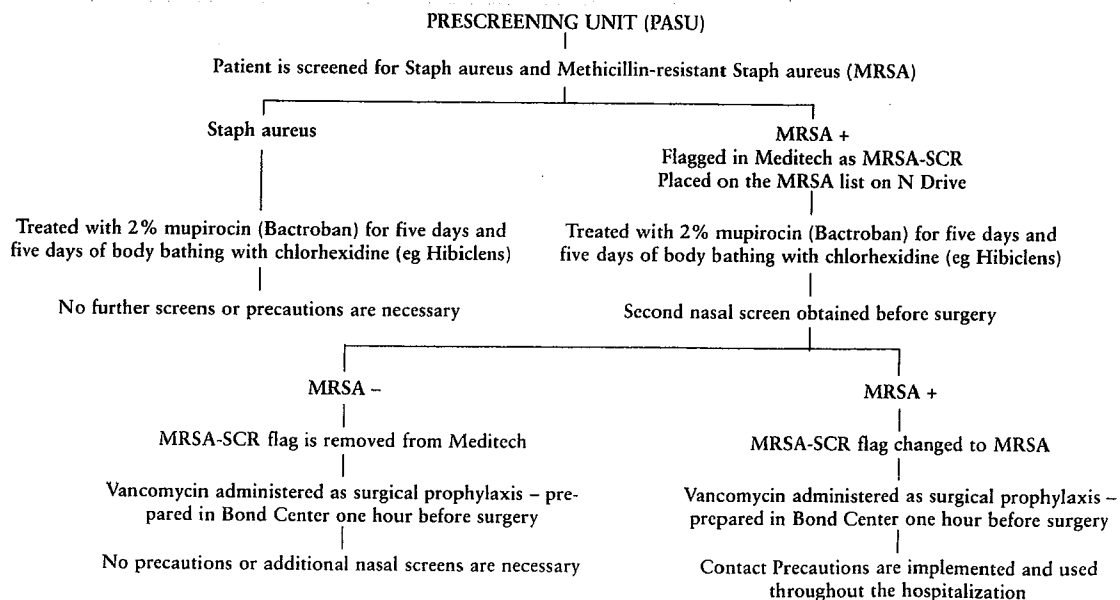 PRESCREENING UNIT (PASU)
Patient is screened for Staph aureus and Methicillin-resistant Staph aureus (MRSA)
Staph aureus
MRSA +
Flagged in Meditech as MRSA-SCR
Placed on the MRSA list on N Drive
Treated with 2% mupirocin (Bactroban) for five days and
five days of body bathing with chlorhexidine (eg Hibiclens)
Treated with 2% mupirocin (Bactroban) for five days and
five days of body bathing with chlorhexidine (eg Hibiclens)
No further screens or precautions are necessary
Second nasal screen obtained before surgery
MRSA –
MRSA +
MRSA-SCR flag is removed from Meditech
MRSA-SCR flag changed to MRSA
Vancomycin administered as surgical prophylaxis – pre-
pared in Bond Center one hour before surgery
Vancomycin administered as surgical prophylaxis –
prepared in Bond Center one hour before surgery
No precautions or additional nasal screens are necessary
Contact Precautions are implemented and used
throughout the hospitalization